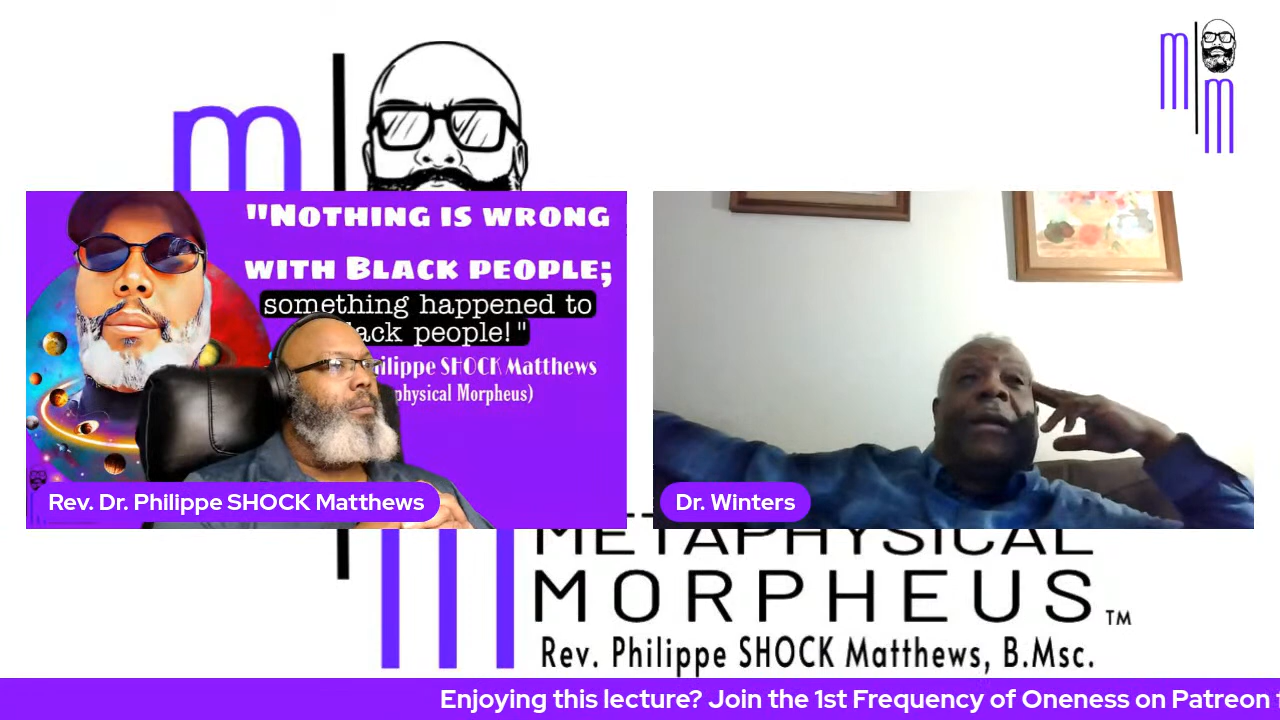 m
m
"Nothing is wrong
with Black people;
something happened to
lack people!"
ilippe SHOCK Matthews
physical Morpheus)
Rev. Dr. Philippe SHOCK Matthews
Dr. Winters
METAPHYSICAL
MORPHEUS™
Rev. Philippe SHOCK Matthews, B.Msc.
Enjoying this lecture? Join the 1st Frequency of Oneness on Patreon